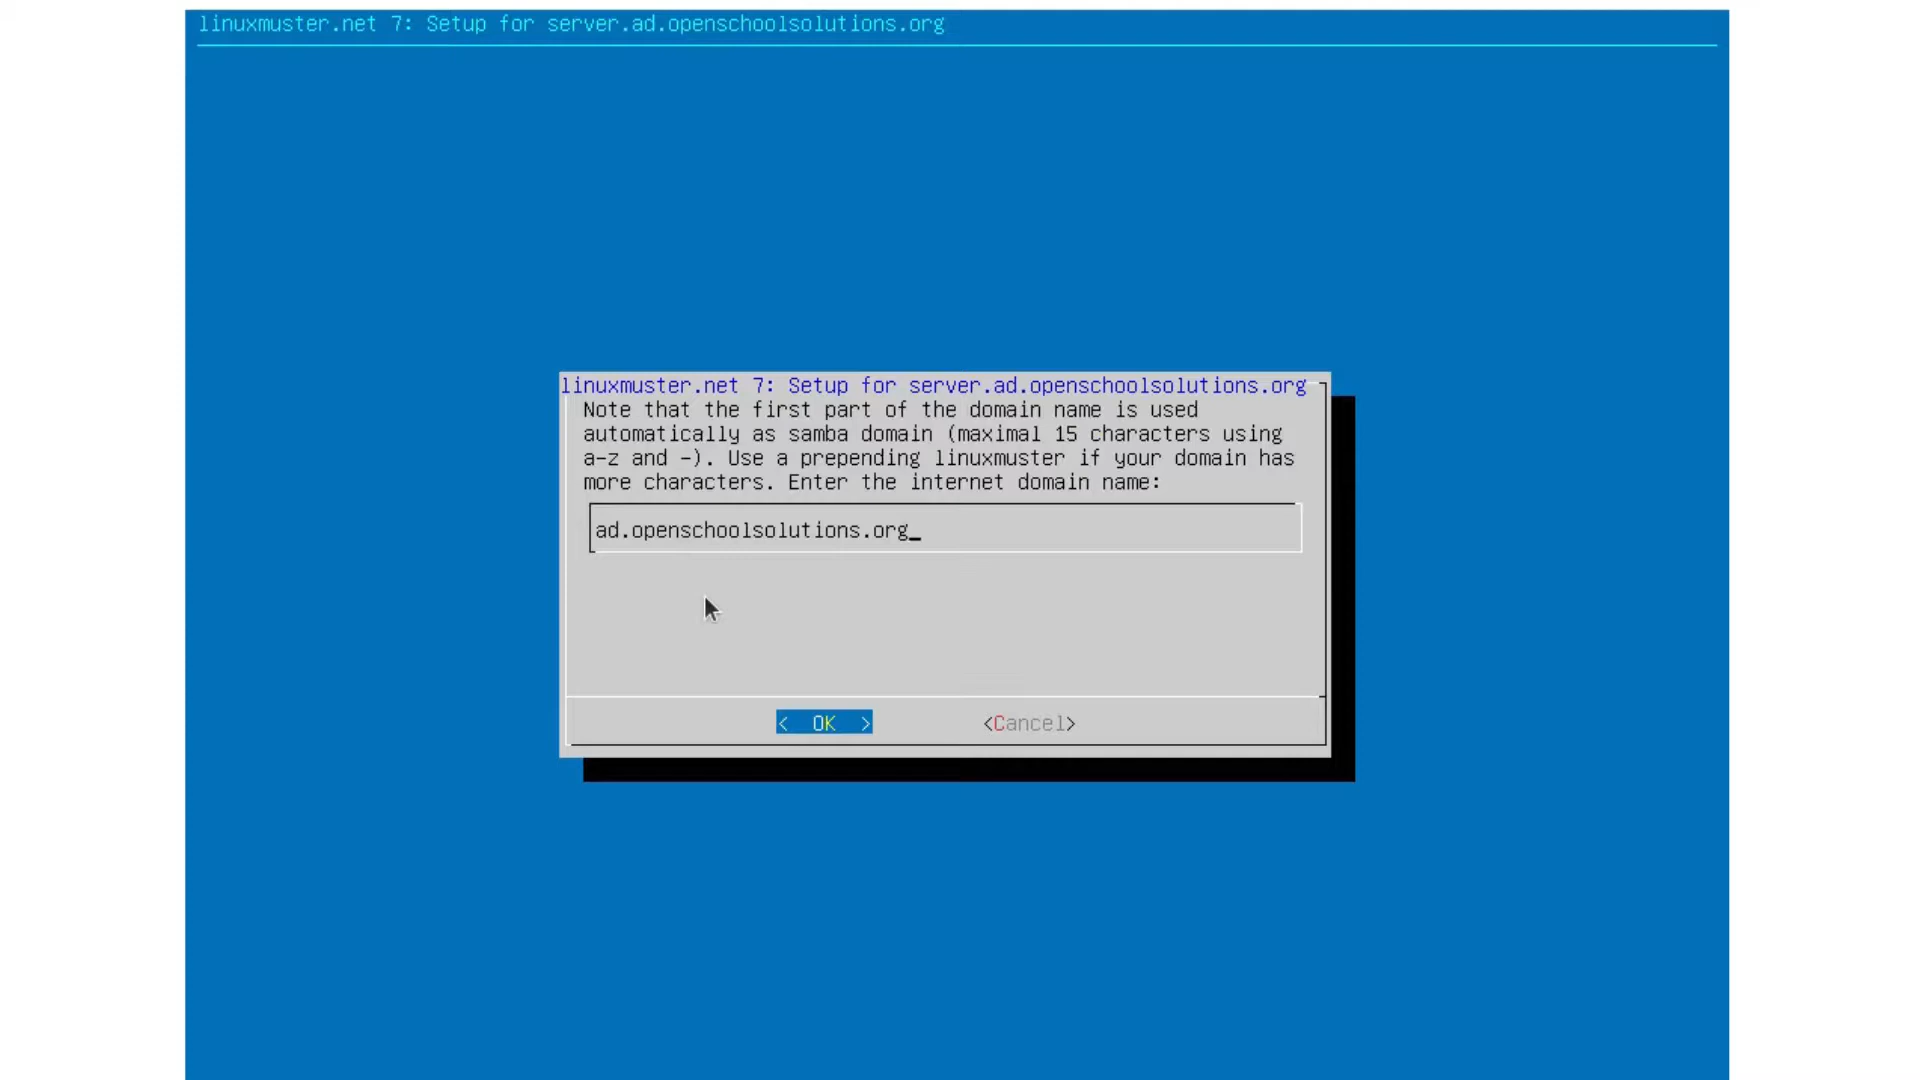 linuxmuster.net 7: Setup for server.ad.openschoolsolutions.org
linuxmuster.net 7: Setup for server.ad.openschoolsolutions.org
Note that the first part of the domain name is used
automatically as samba domain (maximal 15 characters using
a-z and -). Use a prepending linuxmuster if your domain has
more characters. Enter the internet domain name:
ad.openschoolsolutions.org_
< OK > <Cancel>